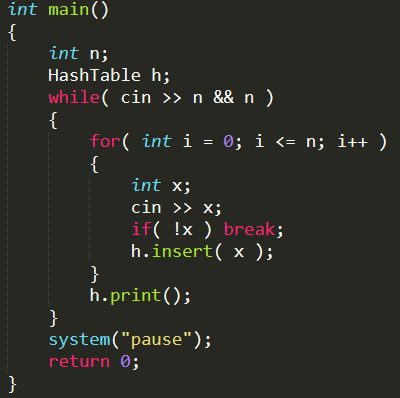 int main()
{
    int n;
    HashTable h;
    while( cin >> n && n )
    {
        for( int i = 0; i <= n; i++ )
        {
            int x;
            cin >> x;
            if( !x ) break;
            h.insert( x );
        }
        h.print();
    }
    system("pause");
    return 0;
}